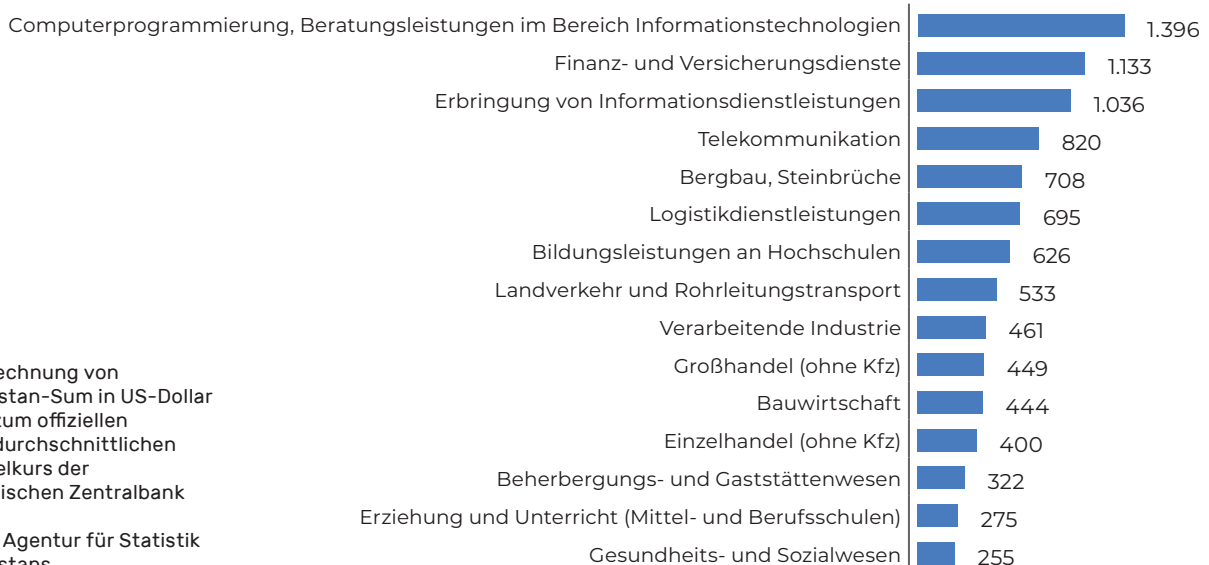 Computerprogrammierung, Beratungsleistungen im Bereich Informationstechnologien 1.396
Finanz- und Versicherungsdienste 1.133
Erbringung von Informationsdienstleistungen 1.036
Telekommunikation 820
Bergbau, Steinbrüche 708
Logistikdienstleistungen 695
Bildungsleistungen an Hochschulen 626
Landverkehr und Rohrleitungstransport 533
Verarbeitende Industrie 461
Großhandel (ohne Kfz) 449
Bauwirtschaft 444
Einzelhandel (ohne Kfz) 400
Beherbergungs- und Gaststättenwesen 322
Erziehung und Unterricht (Mittel- und Berufsschulen) 275
Gesundheits- und Sozialwesen 255
echnung von
stan-Sum in US-Dollar
zum offiziellen
durchschnittlichen
elkurs der
ischen Zentralbank
Agentur für Statistik